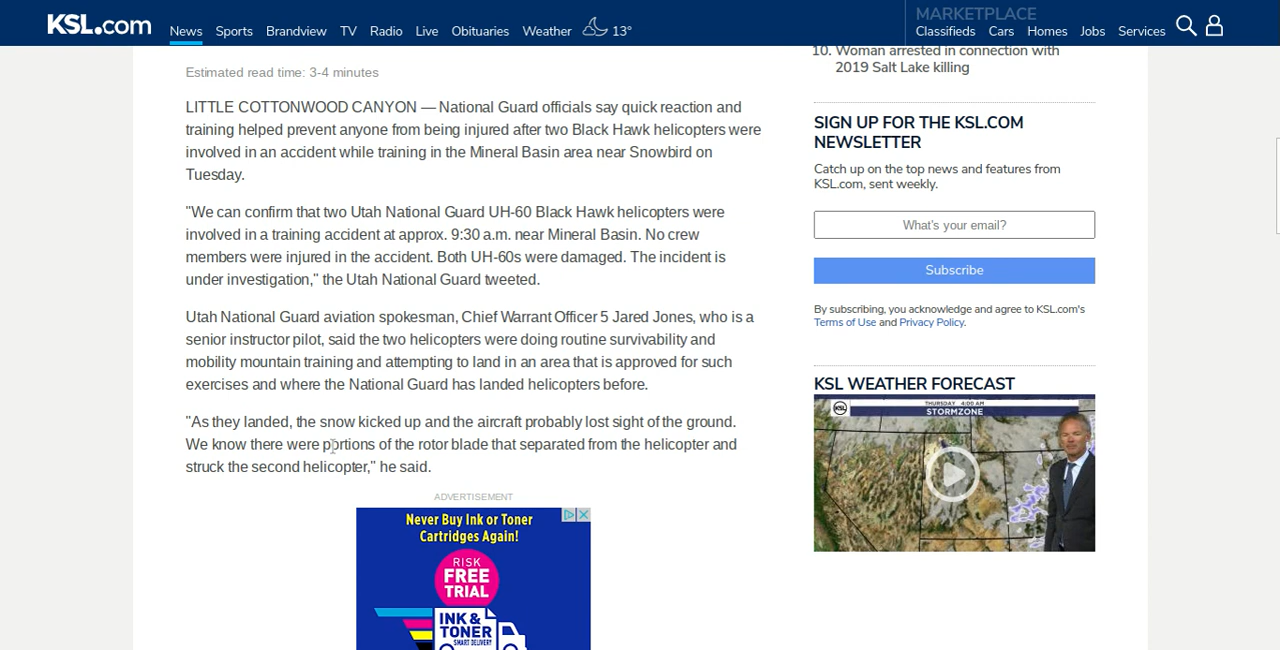 KSL.com
News Sports Brandview TV Radio Live Obituaries Weather 13°
MARKETPLACE
Classifieds Cars Homes Jobs Services
Estimated read time: 3-4 minutes
LITTLE COTTONWOOD CANYON — National Guard officials say quick reaction and
training helped prevent anyone from being injured after two Black Hawk helicopters were
involved in an accident while training in the Mineral Basin area near Snowbird on
Tuesday.
"We can confirm that two Utah National Guard UH-60 Black Hawk helicopters were
involved in a training accident at approx. 9:30 a.m. near Mineral Basin. No crew
members were injured in the accident. Both UH-60s were damaged. The incident is
under investigation," the Utah National Guard tweeted.
Utah National Guard aviation spokesman, Chief Warrant Officer 5 Jared Jones, who is a
senior instructor pilot, said the two helicopters were doing routine survivability and
mobility mountain training and attempting to land in an area that is approved for such
exercises and where the National Guard has landed helicopters before.
"As they landed, the snow kicked up and the aircraft probably lost sight of the ground.
We know there were portions of the rotor blade that separated from the helicopter and
struck the second helicopter," he said.
ADVERTISEMENT
Never Buy Ink or Toner
Cartridges Again!
RISK
FREE
TRIAL
INK &
TONER
SMART DELIVERY
10. Woman arrested in connection with
2019 Salt Lake killing
SIGN UP FOR THE KSL.COM
NEWSLETTER
Catch up on the top news and features from
KSL.com, sent weekly.
What's your email?
Subscribe
By subscribing, you acknowledge and agree to KSL.com's
Terms of Use and Privacy Policy.
KSL WEATHER FORECAST
KSL
THURSDAY 4:00 AM
STORMZONE